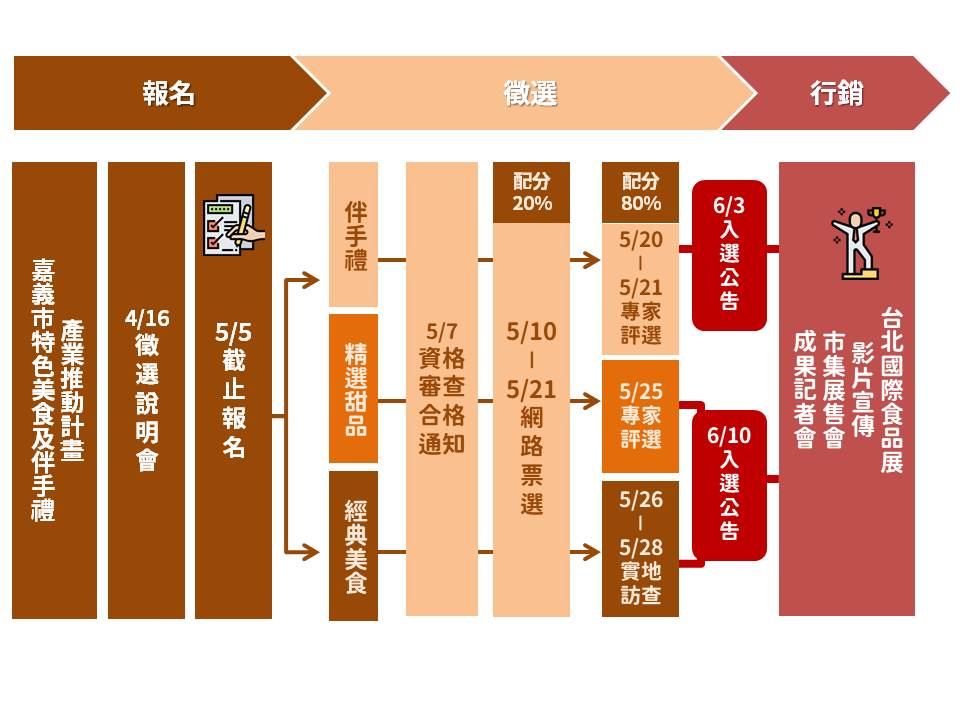 報名
徵選
行銷
嘉義市特色美食及伴手禮
產業推動計畫
4/16
徵
選
說
明
會
5/5
截
止
報
名
伴
手
禮
精
選
甜
品
經
典
美
食
5/7
資格
審查
合格
通知
配分
20%
5/10
–
5/21
網
路
票
選
配分
80%
5/20
–
5/21
專家
評選
5/25
專家
評選
5/26
–
5/28
實地
訪查
6/3
入
選
公
告
6/10
入
選
公
告
台北國際食品展
影片宣傳
市集展售會
成果記者會